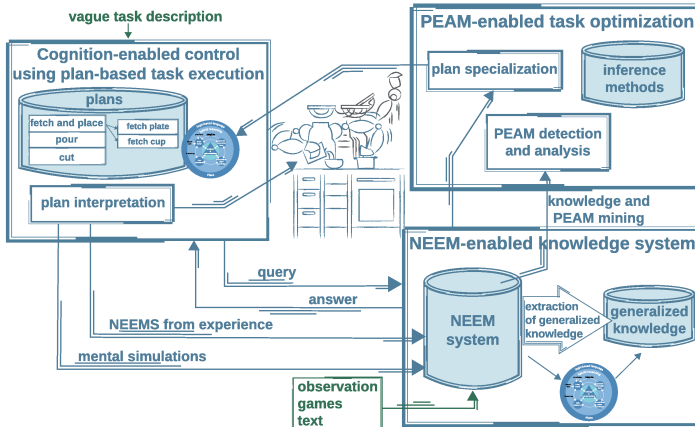 vague task description
Cognition-enabled control
using plan-based task execution
plans
fetch and place
pour
cut
fetch plate
fetch cup
plan interpretation
PEAM-enabled task optimization
plan specialization
inference
methods
PEAM detection
and analysis
knowledge and
PEAM mining
NEEM-enabled knowledge system
query
answer
NEEMS from experience
mental simulations
NEEM
system
extraction
of generalized
knowledge
generalized
knowledge
observation
games
text